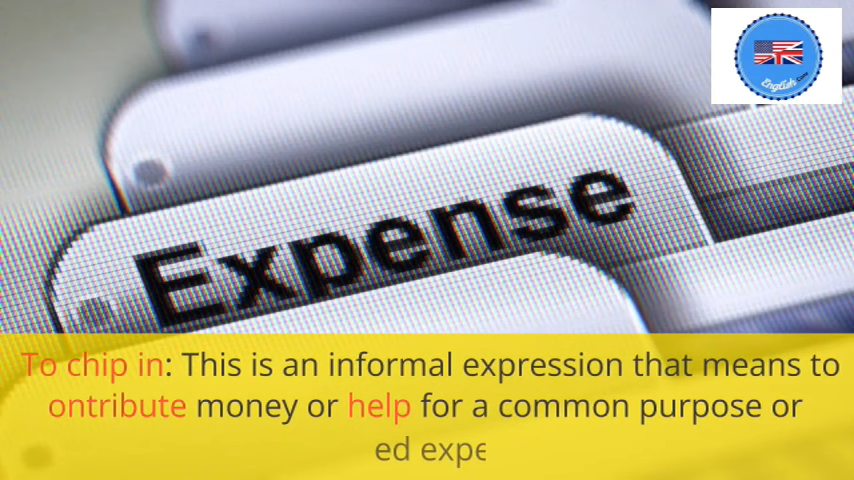 English
Expense
To chip in: This is an informal expression that means to
ontribute money or help for a common purpose or
ed expe